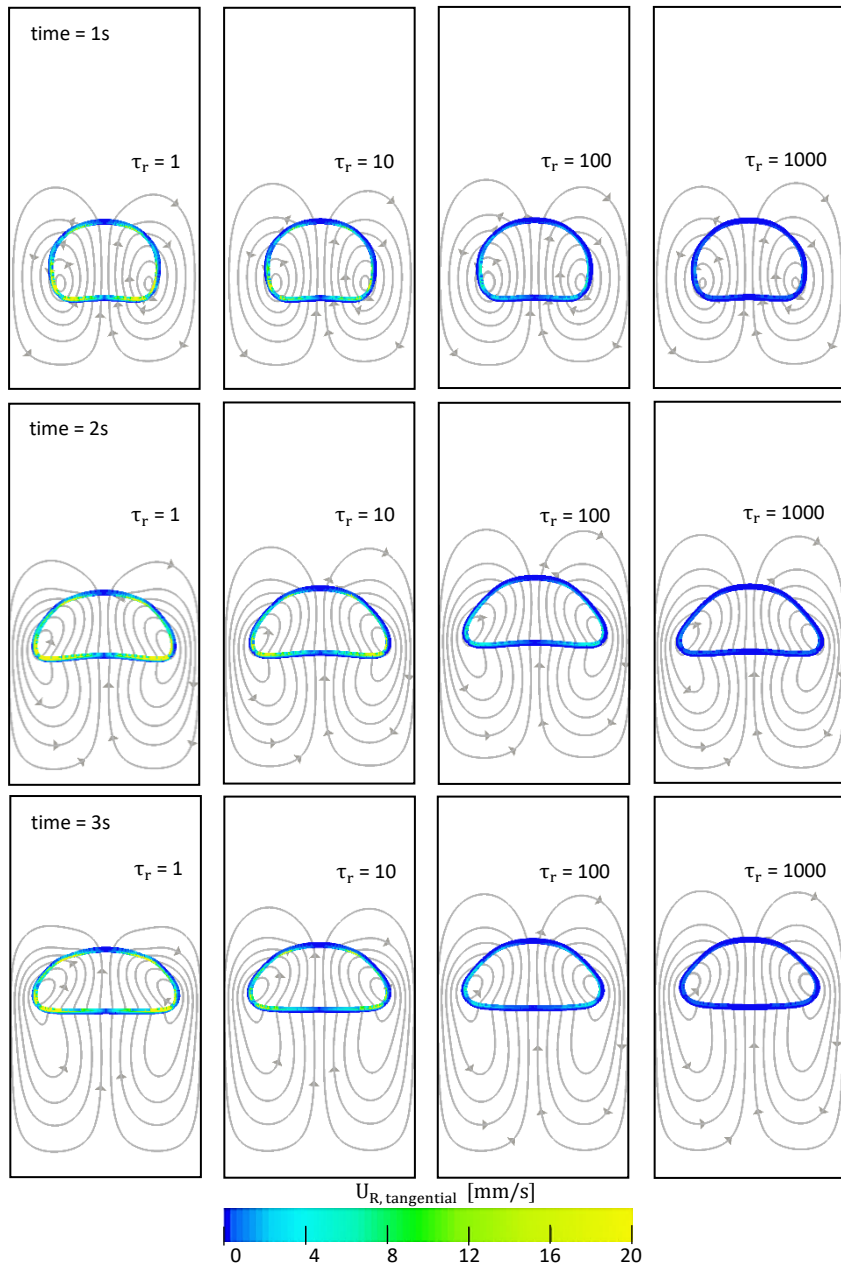 time = 1s
τr = 1
τr = 10
τr = 100
τr = 1000
time = 2s
τr = 1
τr = 10
τr = 100
τr = 1000
time = 3s
τr = 1
τr = 10
τr = 100
τr = 1000
UR, tangential [mm/s]
0 4 8 12 16 20